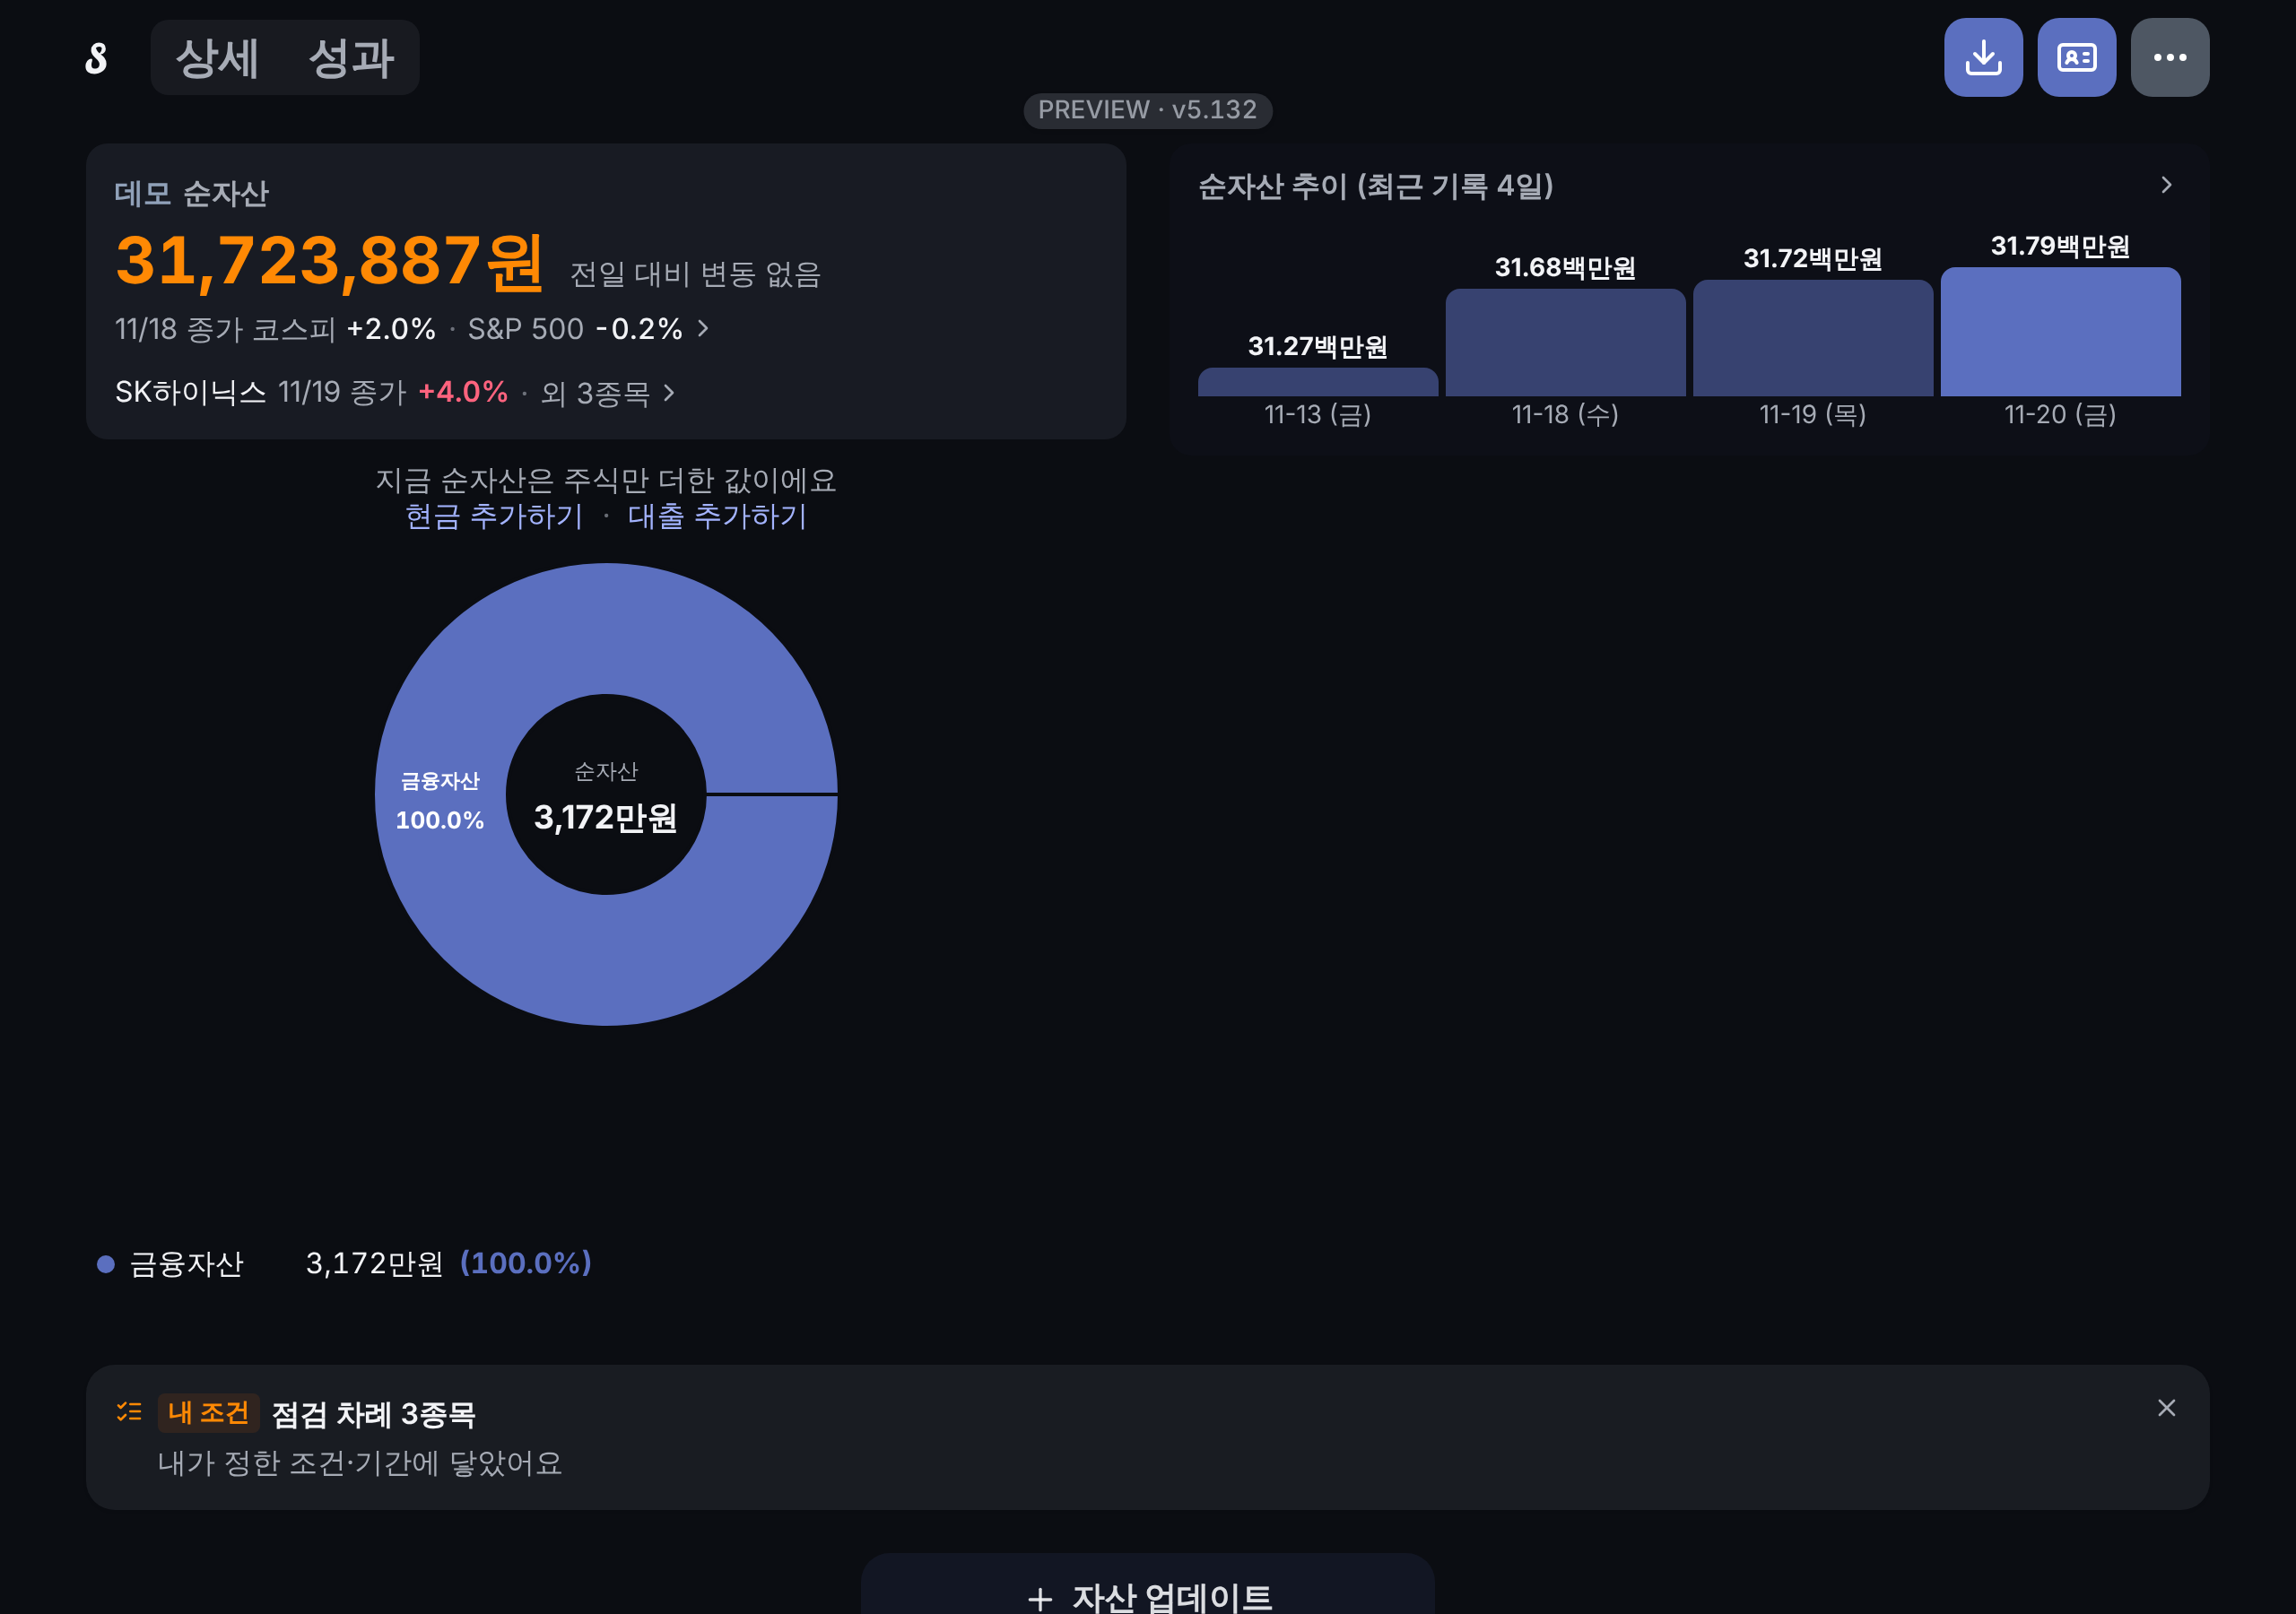 S 상세 성과
PREVIEW · v5.132
데모 순자산
31,723,887원 전일 대비 변동 없음
11/18 종가 코스피 +2.0% · S&P 500 -0.2%
SK하이닉스 11/19 종가 +4.0% · 외 3종목
순자산 추이 (최근 기록 4일)
31.27백만원 31.68백만원 31.72백만원 31.79백만원
11-13 (금) 11-18 (수) 11-19 (목) 11-20 (금)
지금 순자산은 주식만 더한 값이에요
현금 추가하기 · 대출 추가하기
금융자산
100.0%
순자산
3,172만원
금융자산 3,172만원 (100.0%)
내 조건 점검 차례 3종목
내가 정한 조건·기간에 닿았어요
+ 자산 업데이트